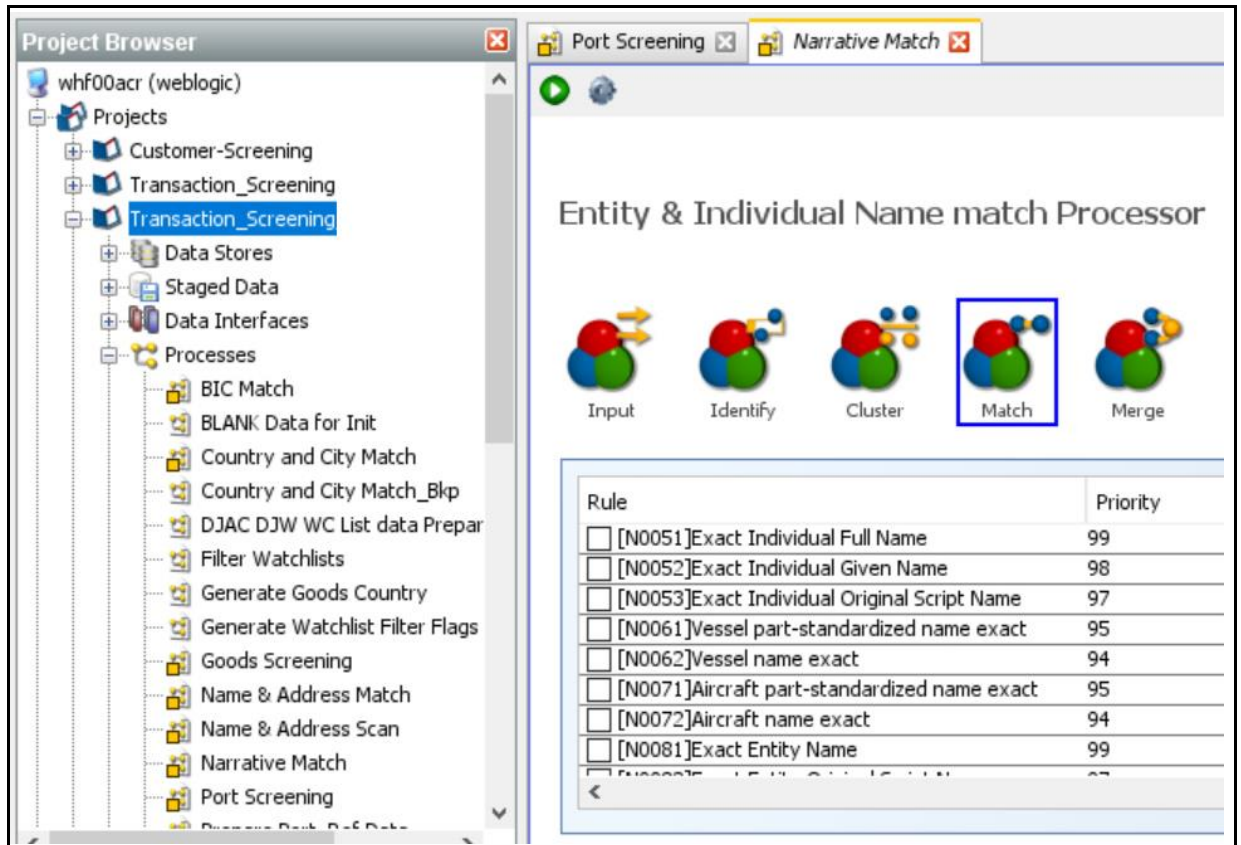 Project Browser
whf00acr (weblogic)
Projects
Customer-Screening
Transaction_Screening
Transaction_Screening
Data Stores
Staged Data
Data Interfaces
Processes
BIC Match
BLANK Data for Init
Country and City Match
Country and City Match_Bkp
DJAC DJW WC List data Prepar
Filter Watchlists
Generate Goods Country
Generate Watchlist Filter Flags
Goods Screening
Name & Address Match
Name & Address Scan
Narrative Match
Port Screening
Port Screening
Narrative Match
Entity & Individual Name match Processor
Input Identify Cluster Match Merge
Rule Priority
[N0051]Exact Individual Full Name 99
[N0052]Exact Individual Given Name 98
[N0053]Exact Individual Original Script Name 97
[N0061]Vessel part-standardized name exact 95
[N0062]Vessel name exact 94
[N0071]Aircraft part-standardized name exact 95
[N0072]Aircraft name exact 94
[N0081]Exact Entity Name 99